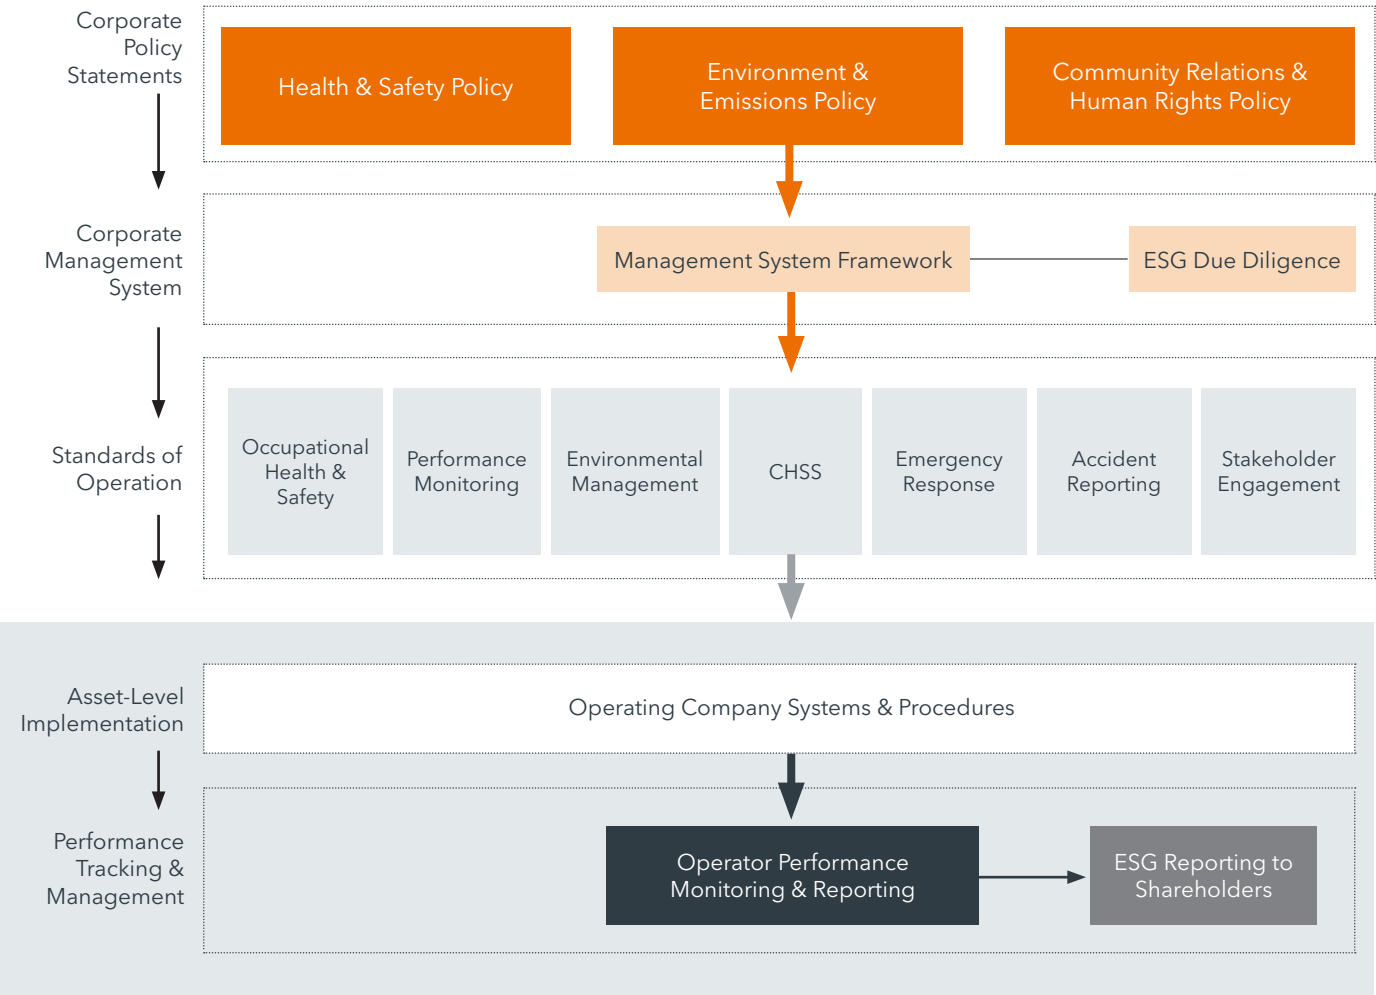 Corporate
Policy
Statements
Health & Safety Policy
Environment &
Emissions Policy
Community Relations &
Human Rights Policy
Corporate
Management
System
Management System Framework
ESG Due Diligence
Standards of
Operation
Occupational
Health &
Safety
Performance
Monitoring
Environmental
Management
CHSS
Emergency
Response
Accident
Reporting
Stakeholder
Engagement
Asset-Level
Implementation
Operating Company Systems & Procedures
Performance
Tracking &
Management
Operator Performance
Monitoring & Reporting
ESG Reporting to
Shareholders